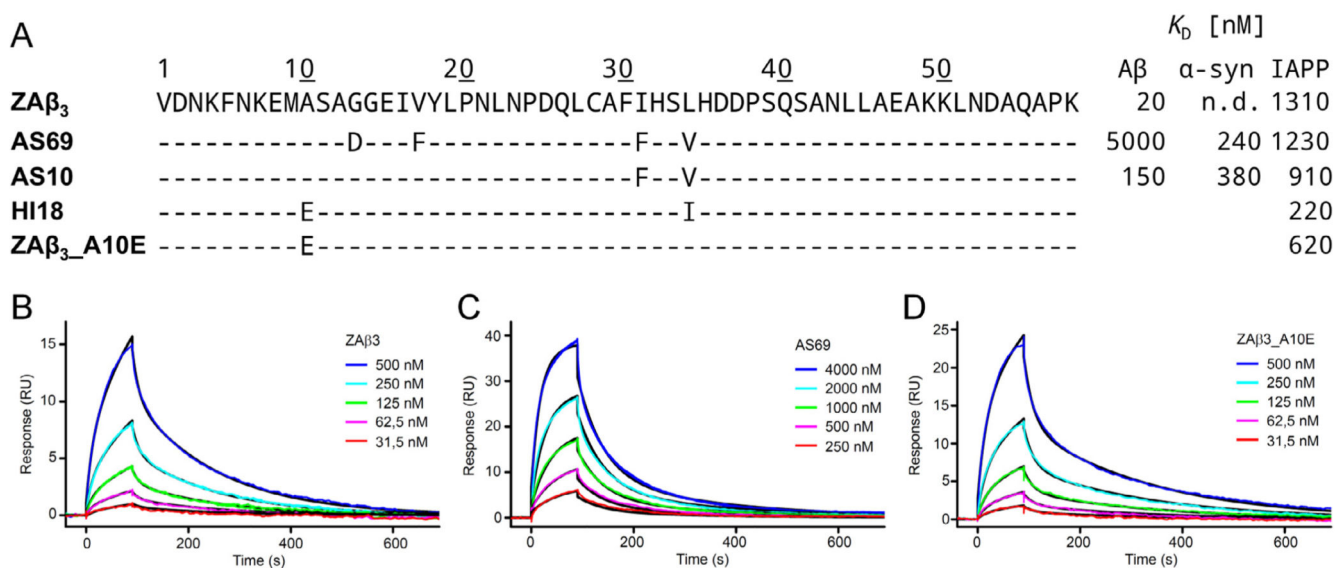 A
K_D [nM]
1 10 20 30 40 50 Aβ α-syn IAPP
ZAβ₃ VDNKFNKEMASAGGEIVYLPNLNPDQLCAFIHSLHDDPSQSANLLAEAKKLNDAQAPK 20 n.d. 1310
AS69 ------------D---F-------------F--V------------------------ 5000 240 1230
AS10 ------------------------------F--V------------------------ 150 380 910
HI18 ---------E-----------------------I------------------------ 220
ZAβ₃_A10E ---------E------------------------------------------------ 620
B
ZAβ3
500 nM
250 nM
125 nM
62,5 nM
31,5 nM
15
10
5
0
Response (RU)
0 200 400 600
Time (s)
C
AS69
4000 nM
2000 nM
1000 nM
500 nM
250 nM
40
30
20
10
0
Response (RU)
0 200 400 600
Time (s)
D
ZAβ3_A10E
500 nM
250 nM
125 nM
62,5 nM
31,5 nM
25
20
15
10
5
0
Response (RU)
0 200 400 600
Time (s)